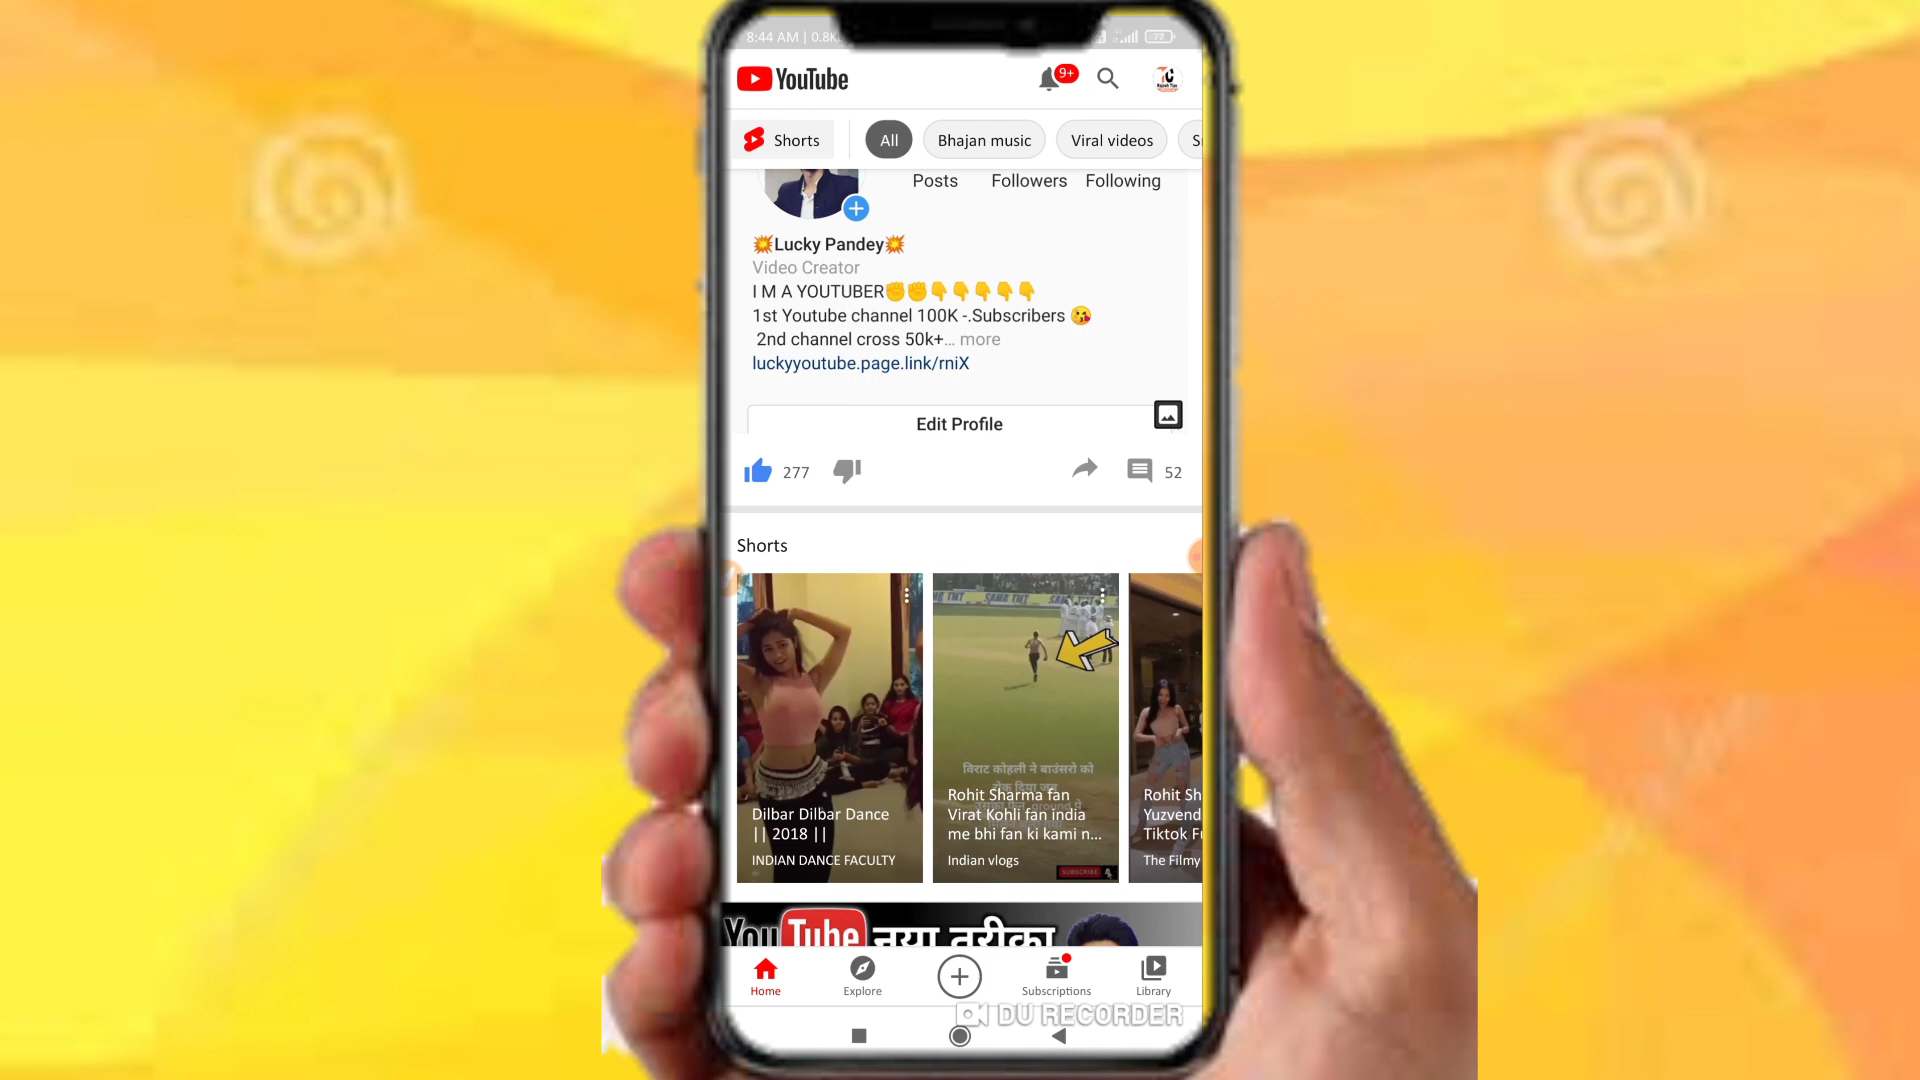 8:44 AM | 0.8K
77
YouTube
9+
Shorts
All
Bhajan music
Viral videos
Posts
Followers
Following
💥Lucky Pandey💥
Video Creator
I M A YOUTUBER✊✊👇👇👇👇👇
1st Youtube channel 100K -.Subscribers 😘
2nd channel cross 50k+... more
luckyyoutube.page.link/rniX
Edit Profile
277
52
Shorts
विराट कोहली ने बाउंसरो को
Dilbar Dilbar Dance
|| 2018 ||
INDIAN DANCE FACULTY
Rohit Sharma fan
Virat Kohli fan india
me bhi fan ki kami n...
Indian vlogs
SUBSCRIBE
Rohit Sh
Yuzvend
Tiktok F
The Filmy
YouTube नया तरीका
Home
Explore
Subscriptions
Library
DU RECORDER